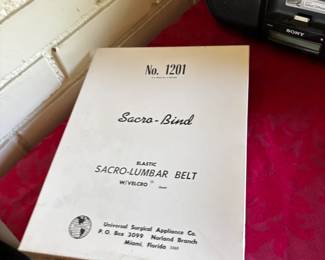 SONY
No. 1201
Sacro-Bind
ELASTIC
SACRO-LUMBAR BELT
W/VELCRO
Universal Surgical Appliance Co.
P. O. Box 3099 Norland Branch
Miami, Florida